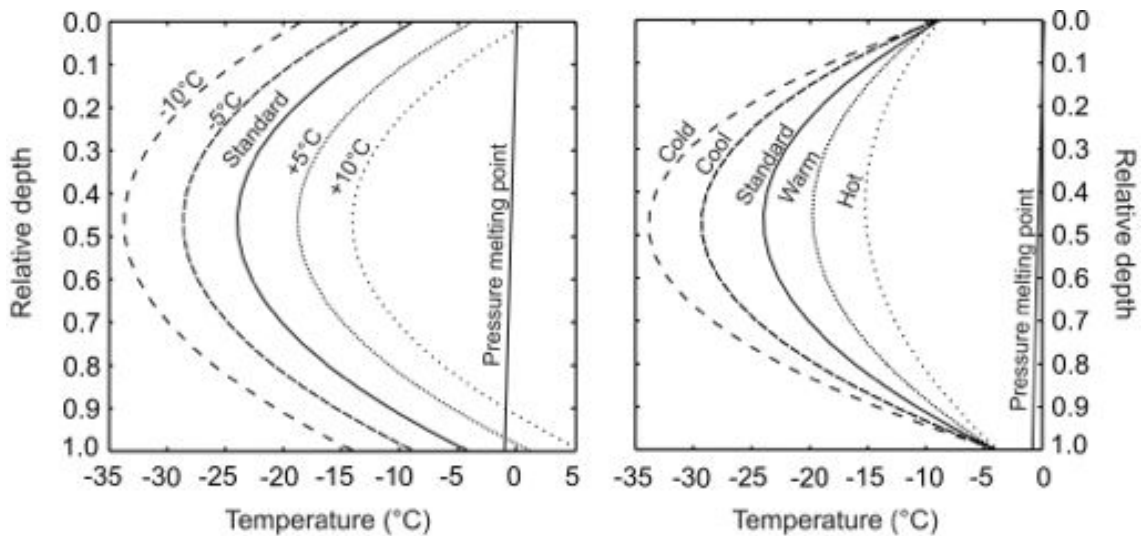 0.0
0.1
0.2
0.3
0.4
0.5
0.6
0.7
0.8
0.9
1.0
Relative depth
-10°C
-5°C
Standard
+5°C
+10°C
Pressure melting point
-35
-30
-25
-20
-15
-10
-5
0
5
Temperature (°C)
Cold
Cool
Standard
Warm
Hot
Pressure melting point
0.0
0.1
0.2
0.3
0.4
0.5
0.6
0.7
0.8
0.9
1.0
Relative depth
-35
-30
-25
-20
-15
-10
-5
0
Temperature (°C)